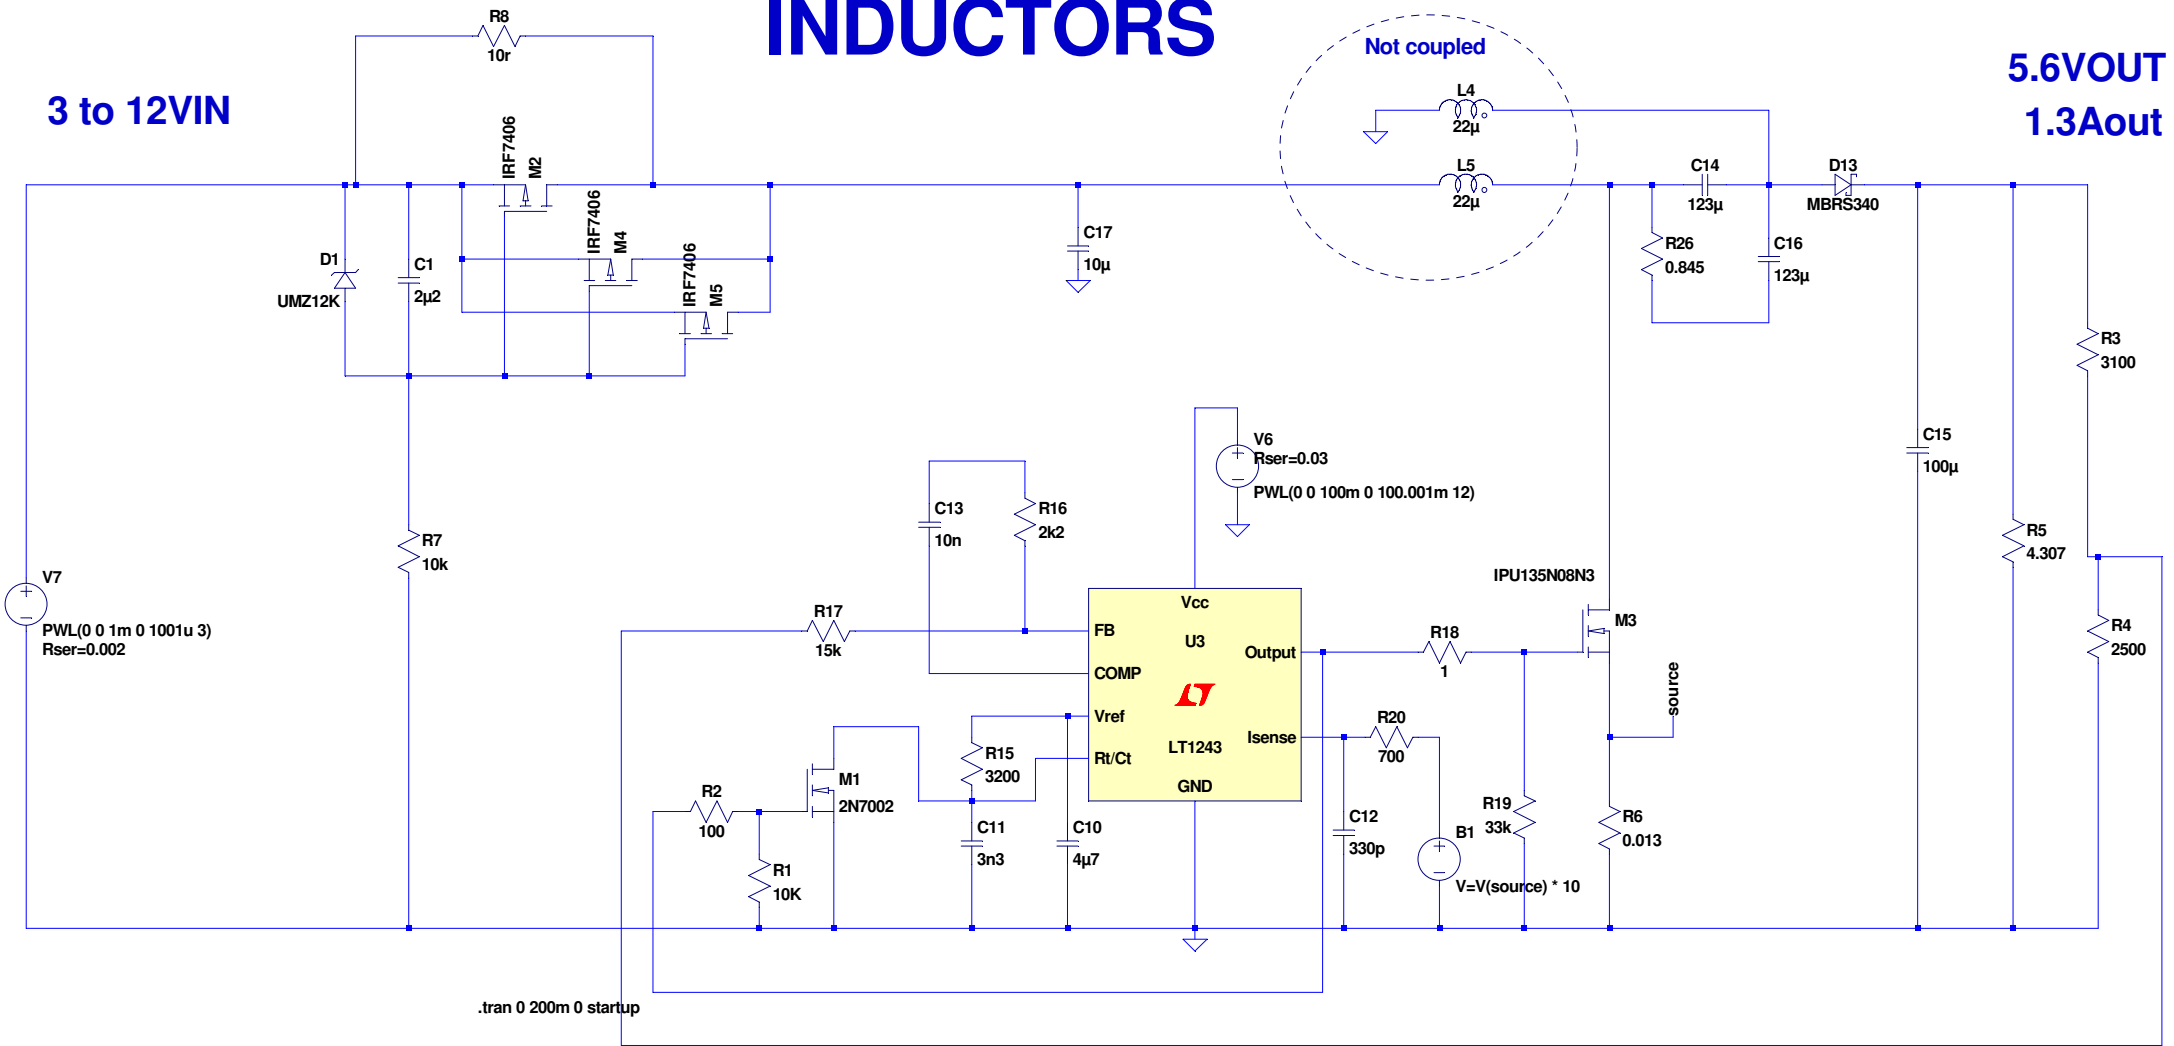 INDUCTORS
R8
10r
3 to 12VIN
Not coupled
5.6VOUT
1.3Aout
L4
22µ
L5
22µ
IRF7406
M2
IRF7406
M4
IRF7406
M5
D1
UMZ12K
C1
2µ2
C17
10µ
C14
123µ
D13
MBRS340
R26
0.845
C16
123µ
R3
3100
C15
100µ
R5
4.307
R4
2500
V6
Rser=0.03
PWL(0 0 100m 0 100.001m 12)
C13
10n
R16
2k2
R7
10k
V7
PWL(0 0 1m 0 1001u 3)
Rser=0.002
R17
15k
Vcc
FB
U3
Output
COMP
Vref
Isense
LT1243
Rt/Ct
GND
IPU135N08N3
M3
R18
1
source
R20
700
R15
3200
M1
2N7002
R2
100
R1
10K
C11
3n3
C10
4µ7
C12
330p
B1
V=V(source) * 10
R19
33k
R6
0.013
.tran 0 200m 0 startup